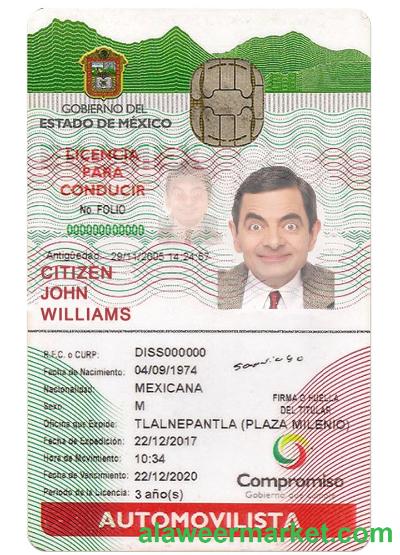 GOBIERNO DEL
ESTADO DE MÉXICO
LICENCIA
PARA
CONDUCIR
No. FOLIO
000000000000
Antigüedad: 29/11/2005 14:24:57
CITIZEN
JOHN
WILLIAMS
R.F.C. o CURP: DISS000000
Fecha de Nacimiento: 04/09/1974
Nacionalidad: MEXICANA
Sexo: M
FIRMA O HUELLA
DEL TITULAR
Oficina que Expide: TLALNEPANTLA (PLAZA MILENIO)
Fecha de Expedición: 22/12/2017
Hora de Movimiento: 10:34
Fecha de Vencimiento: 22/12/2020
Periodo de la Licencia: 3 año(s)
Compromiso
Gobierno que cumple
AUTOMOVILISTA
alaweermarket.com